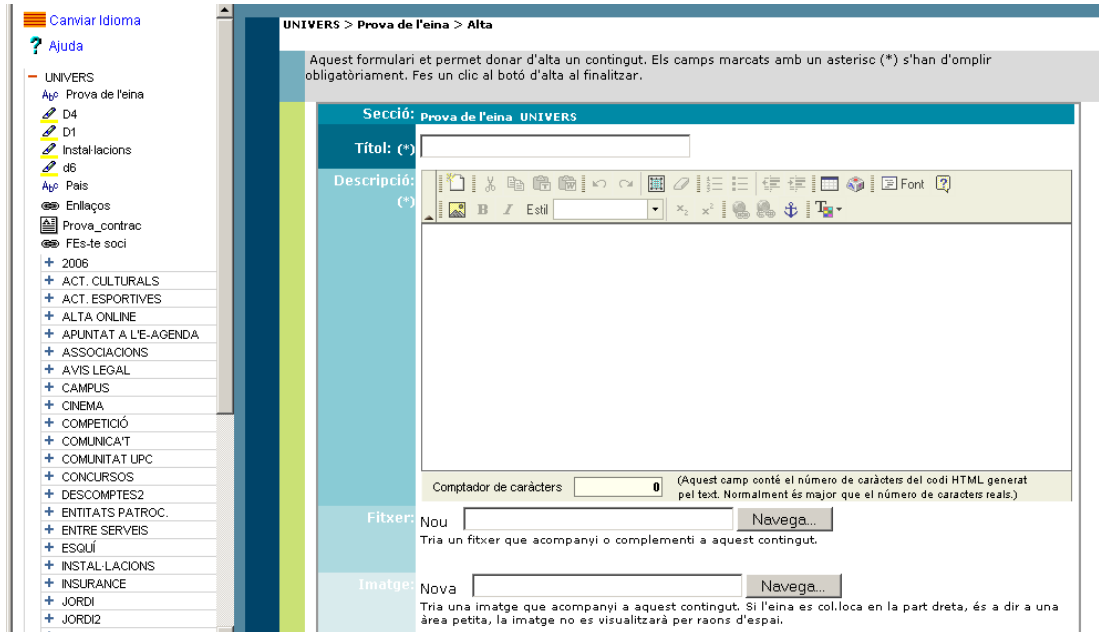 Canviar Idioma
? Ajuda
UNIVERS
Abc Prova de l'eina
D4
D1
Instal·lacions
d6
Abc Pais
Enllaços
Prova_contrac
FEs-te soci
2006
ACT. CULTURALS
ACT. ESPORTIVES
ALTA ONLINE
APUNTAT A L'E-AGENDA
ASSOCIACIONS
AVIS LEGAL
CAMPUS
CINEMA
COMPETICIÓ
COMUNICA'T
COMUNITAT UPC
CONCURSOS
DESCOMPTES2
ENTITATS PATROC.
ENTRE SERVEIS
ESQUÍ
INSTAL·LACIONS
INSURANCE
JORDI
JORDI2
UNIVERS > Prova de l'eina > Alta
Aquest formulari et permet donar d'alta un contingut. Els camps marcats amb un asterisc (*) s'han d'omplir
obligatòriament. Fes un clic al botó d'alta al finalitzar.
Secció: Prova de l'eina UNIVERS
Títol: (*)
Descripció:
(*)
Font
B I Estil
Comptador de caràcters 0 (Aquest camp conté el número de caràcters del codi HTML generat
pel text. Normalment és major que el número de caracters reals.)
Fitxer: Nou Navega...
Tria un fitxer que acompanyi o complementi a aquest contingut.
Imatge: Nova Navega...
Tria una imatge que acompanyi a aquest contingut. Si l'eina es col.loca en la part dreta, és a dir a una
àrea petita, la imatge no es visualitzarà per raons d'espai.